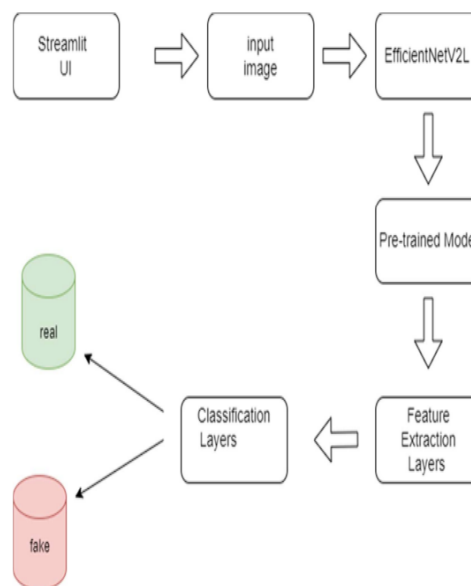 Streamlit
UI
input
image
EfficientNetV2L
Pre-trained Mode
real
Classification
Layers
Feature
Extraction
Layers
fake